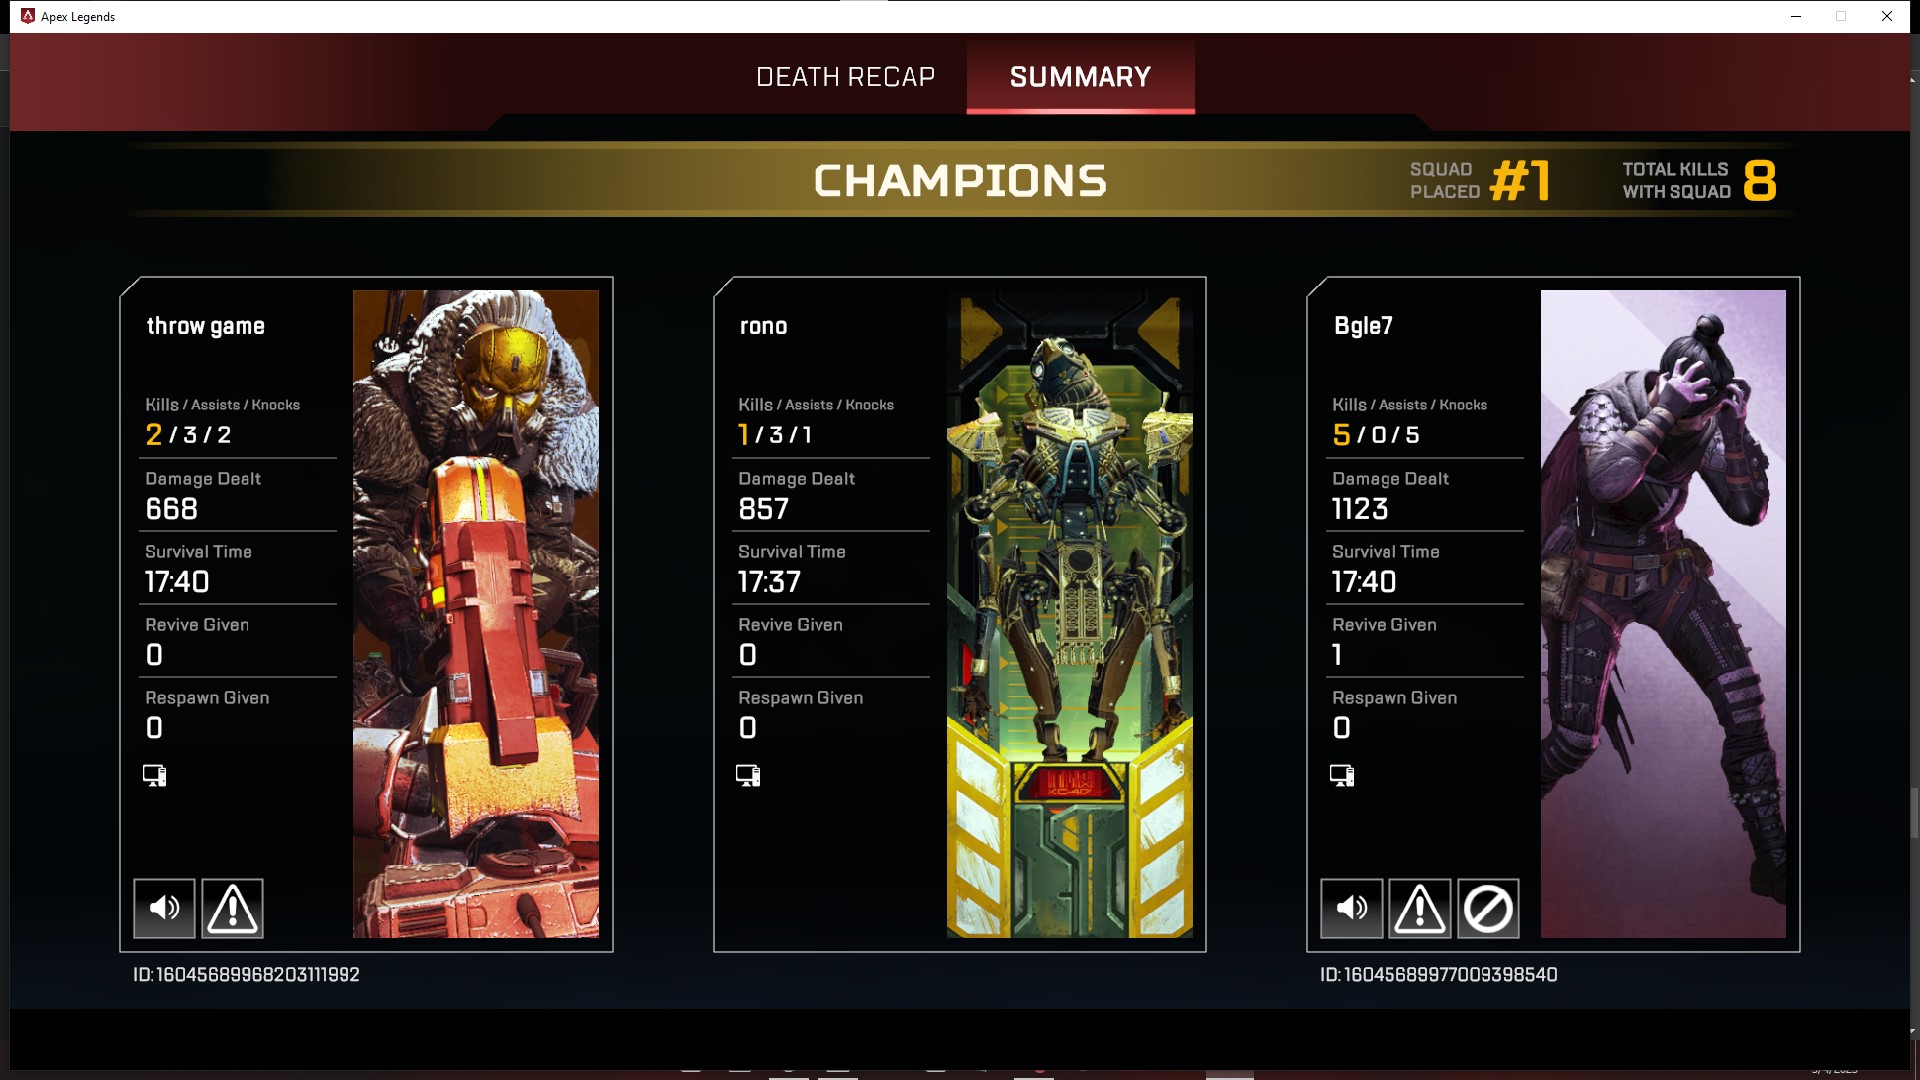 Apex Legends
DEATH RECAP
SUMMARY
CHAMPIONS
SQUAD PLACED #1
TOTAL KILLS WITH SQUAD 8
throw game
Kills / Assists / Knocks
2 / 3 / 2
Damage Dealt
668
Survival Time
17:40
Revive Given
0
Respawn Given
0
ID:16045689968203111992
rono
Kills / Assists / Knocks
1 / 3 / 1
Damage Dealt
857
Survival Time
17:37
Revive Given
0
Respawn Given
0
Bgle7
Kills / Assists / Knocks
5 / 0 / 5
Damage Dealt
1123
Survival Time
17:40
Revive Given
1
Respawn Given
0
ID:16045689977009398540